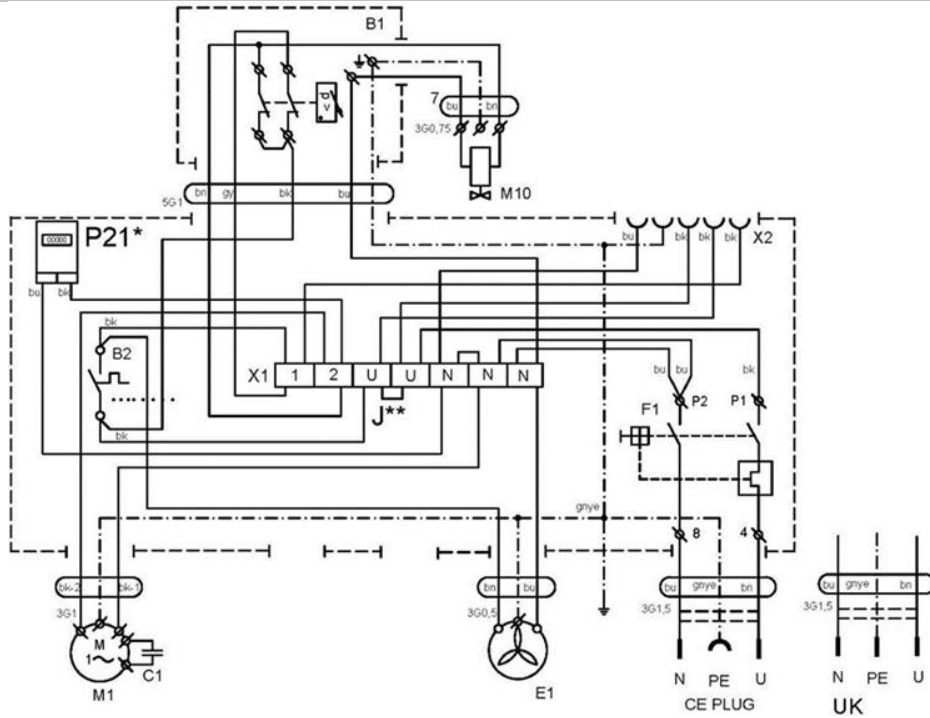 B1
7
bu bn
3G0,75
d
v
M10
bn gy bk bu
5G1
P21*
00000
bu bk bk bk
X2
bu bk
bk
B2
X1 1 2 U U N N N
J**
bk
bu bu bk
P2 P1
F1
gnye
8 4
bk-2 bk-1
3G1
bn bu
3G0,5
bu gnye bn
3G1,5
bu gnye bn
3G1,5
M
1~
C1
M1
E1
N PE U
CE PLUG
N PE U
UK